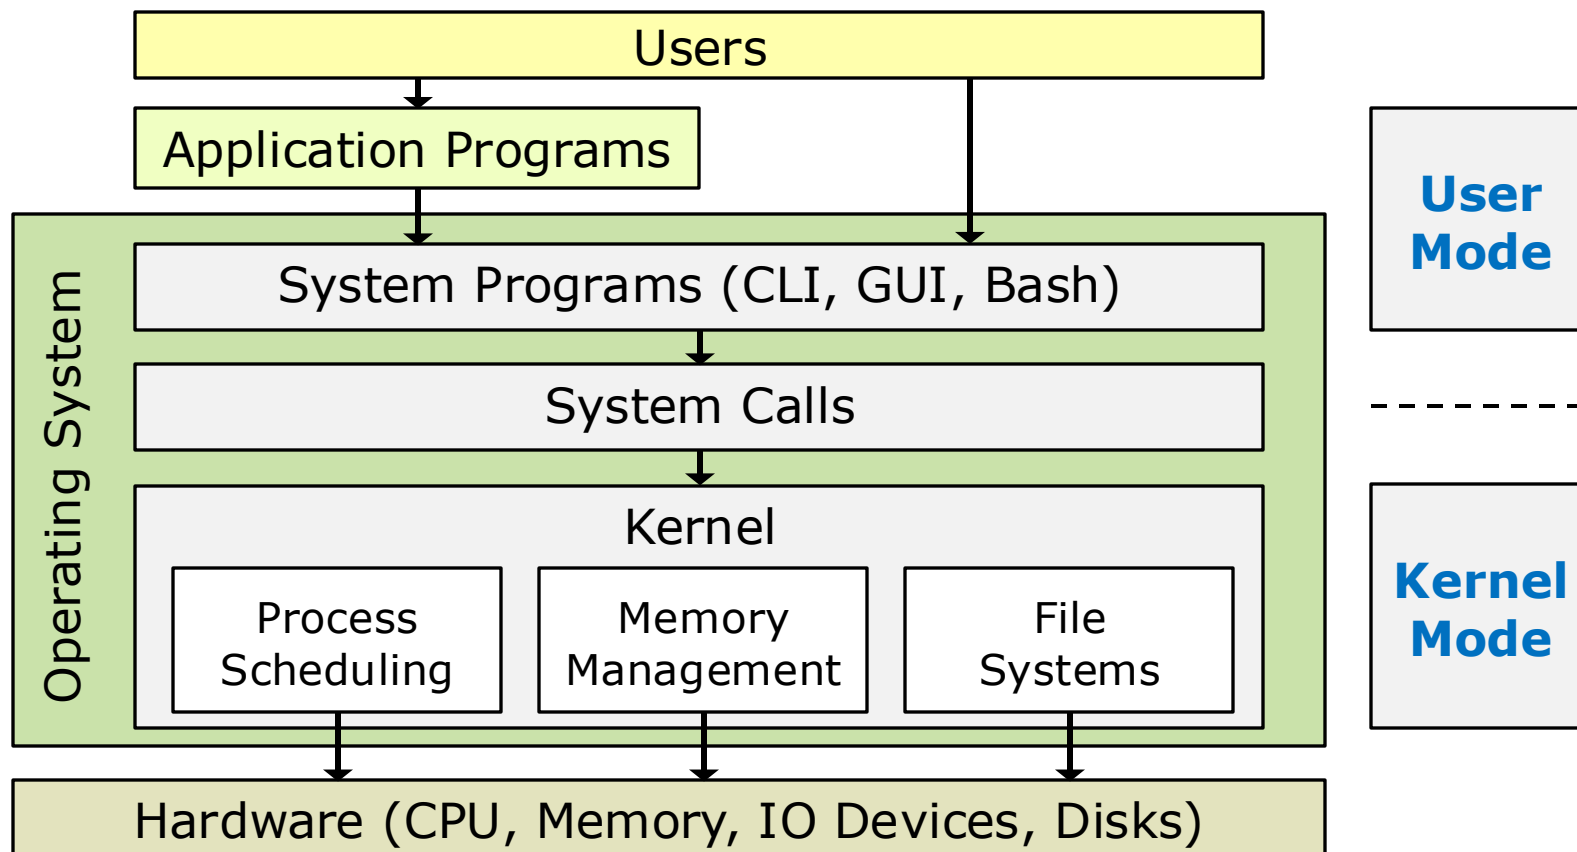 Users
Application Programs
User
Mode
System Programs (CLI, GUI, Bash)
Operating System
System Calls
Kernel
Process
Scheduling
Memory
Management
File
Systems
Kernel
Mode
Hardware (CPU, Memory, IO Devices, Disks)